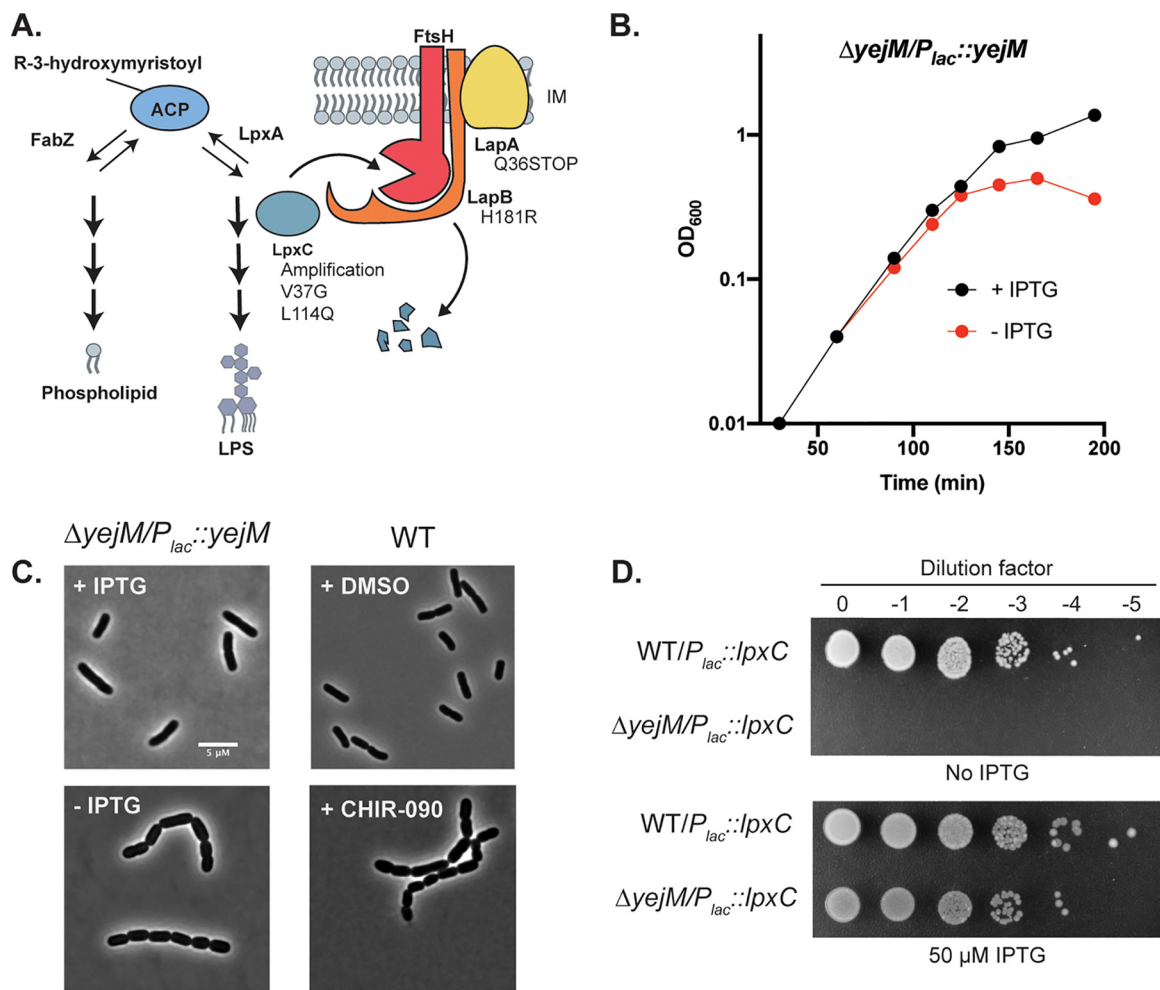 A.
R-3-hydroxymyristoyl
ACP
FabZ
LpxA
FtsH
IM
LapA
Q36STOP
LapB
H181R
LpxC
Amplification
V37G
L114Q
Phospholipid
LPS
B.
ΔyejM/Plac::yejM
OD600
1
0.1
0.01
+ IPTG
- IPTG
50 100 150 200
Time (min)
C.
ΔyejM/Plac::yejM WT
+ IPTG
5 μM
+ DMSO
- IPTG
+ CHIR-090
D.
Dilution factor
0 -1 -2 -3 -4 -5
WT/Plac::lpxC
ΔyejM/Plac::lpxC
No IPTG
WT/Plac::lpxC
ΔyejM/Plac::lpxC
50 μM IPTG